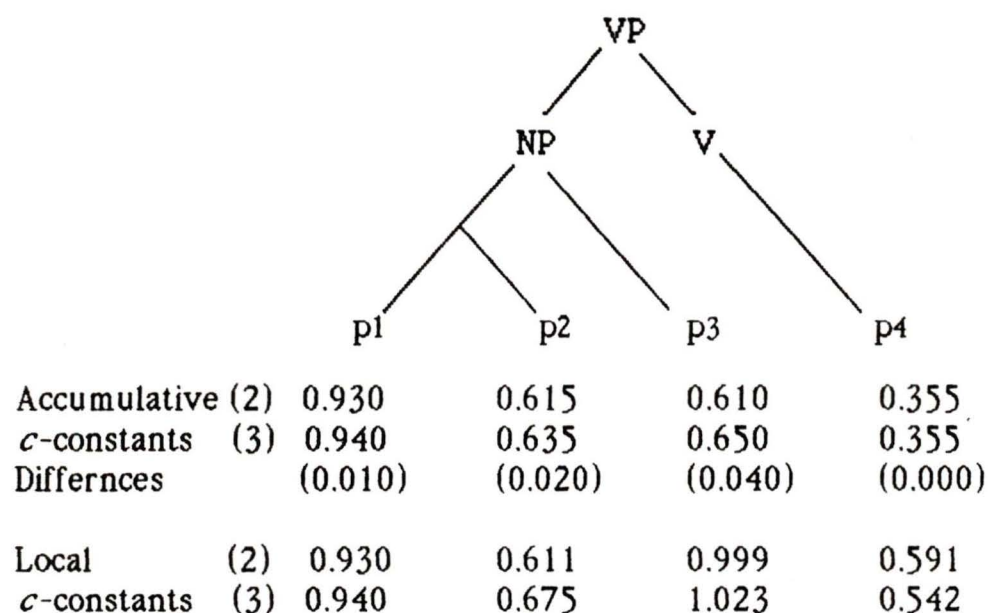 VP
NP V
p1 p2 p3 p4
Accumulative (2) 0.930 0.615 0.610 0.355
c-constants (3) 0.940 0.635 0.650 0.355
Differnces (0.010) (0.020) (0.040) (0.000)
Local (2) 0.930 0.611 0.999 0.591
c-constants (3) 0.940 0.675 1.023 0.542